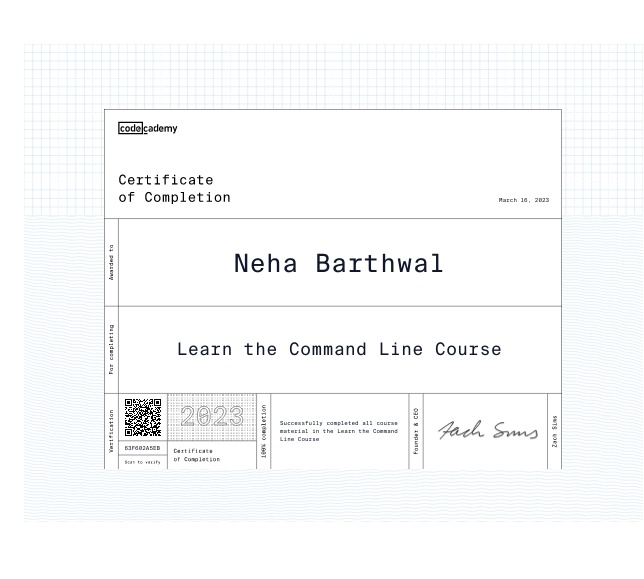 codecademy
Certificate
of Completion
March 16, 2023
Awarded to
Neha Barthwal
For completing
Learn the Command Line Course
Verification
63F602A5EB
Scan to verify
2023
Certificate
of Completion
100% completion
Successfully completed all course
material in the Learn the Command
Line Course
Founder & CEO
Zach Sims
Zach Sims